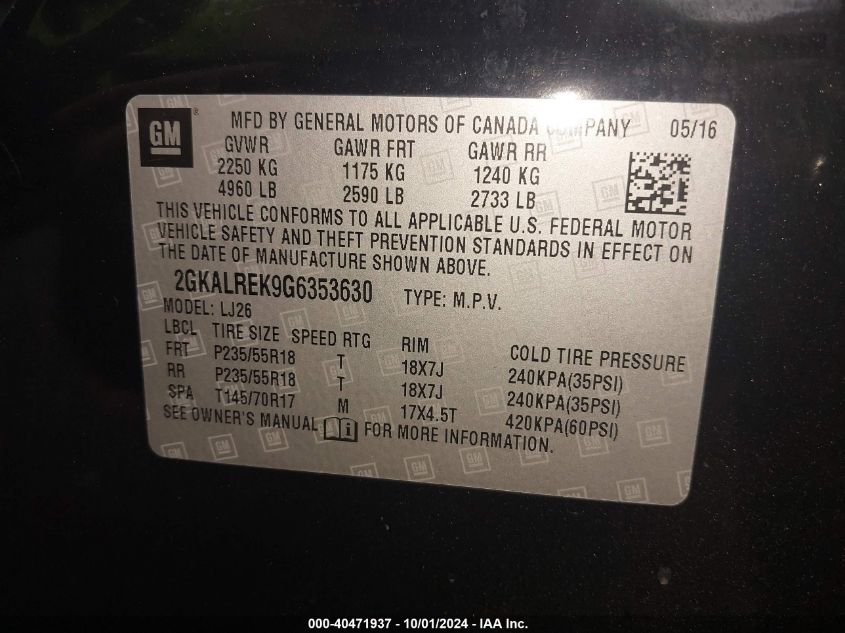 GM ® MFD BY GENERAL MOTORS OF CANADA COMPANY 05/16
GVWR GAWR FRT GAWR RR
2250 KG 1175 KG 1240 KG
4960 LB 2590 LB 2733 LB
THIS VEHICLE CONFORMS TO ALL APPLICABLE U.S. FEDERAL MOTOR
VEHICLE SAFETY AND THEFT PREVENTION STANDARDS IN EFFECT ON
THE DATE OF MANUFACTURE SHOWN ABOVE.
2GKALREK9G6353630 TYPE: M.P.V.
MODEL: LJ26
LBCL TIRE SIZE SPEED RTG RIM COLD TIRE PRESSURE
FRT P235/55R18 T 18X7J 240KPA(35PSI)
RR P235/55R18 T 18X7J 240KPA(35PSI)
SPA T145/70R17 M 17X4.5T 420KPA(60PSI)
SEE OWNER'S MANUAL FOR MORE INFORMATION.
000-40471937 - 10/01/2024 - IAA Inc.